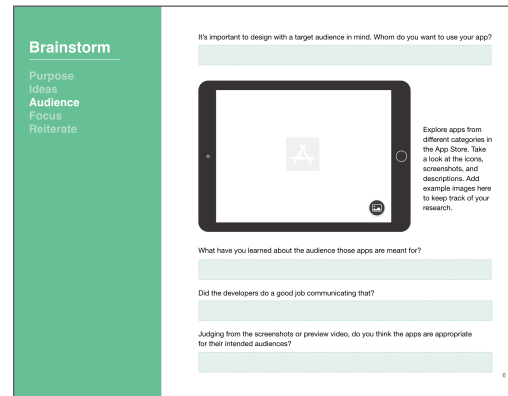 Brainstorm
Purpose
Ideas
Audience
Focus
Reiterate
It's important to design with a target audience in mind. Whom do you want to use your app?
Explore apps from
different categories in
the App Store. Take
a look at the icons,
screenshots, and
descriptions. Add
example images here
to keep track of your
research.
What have you learned about the audience those apps are meant for?
Did the developers do a good job communicating that?
Judging from the screenshots or preview video, do you think the apps are appropriate
for their intended audiences?
6